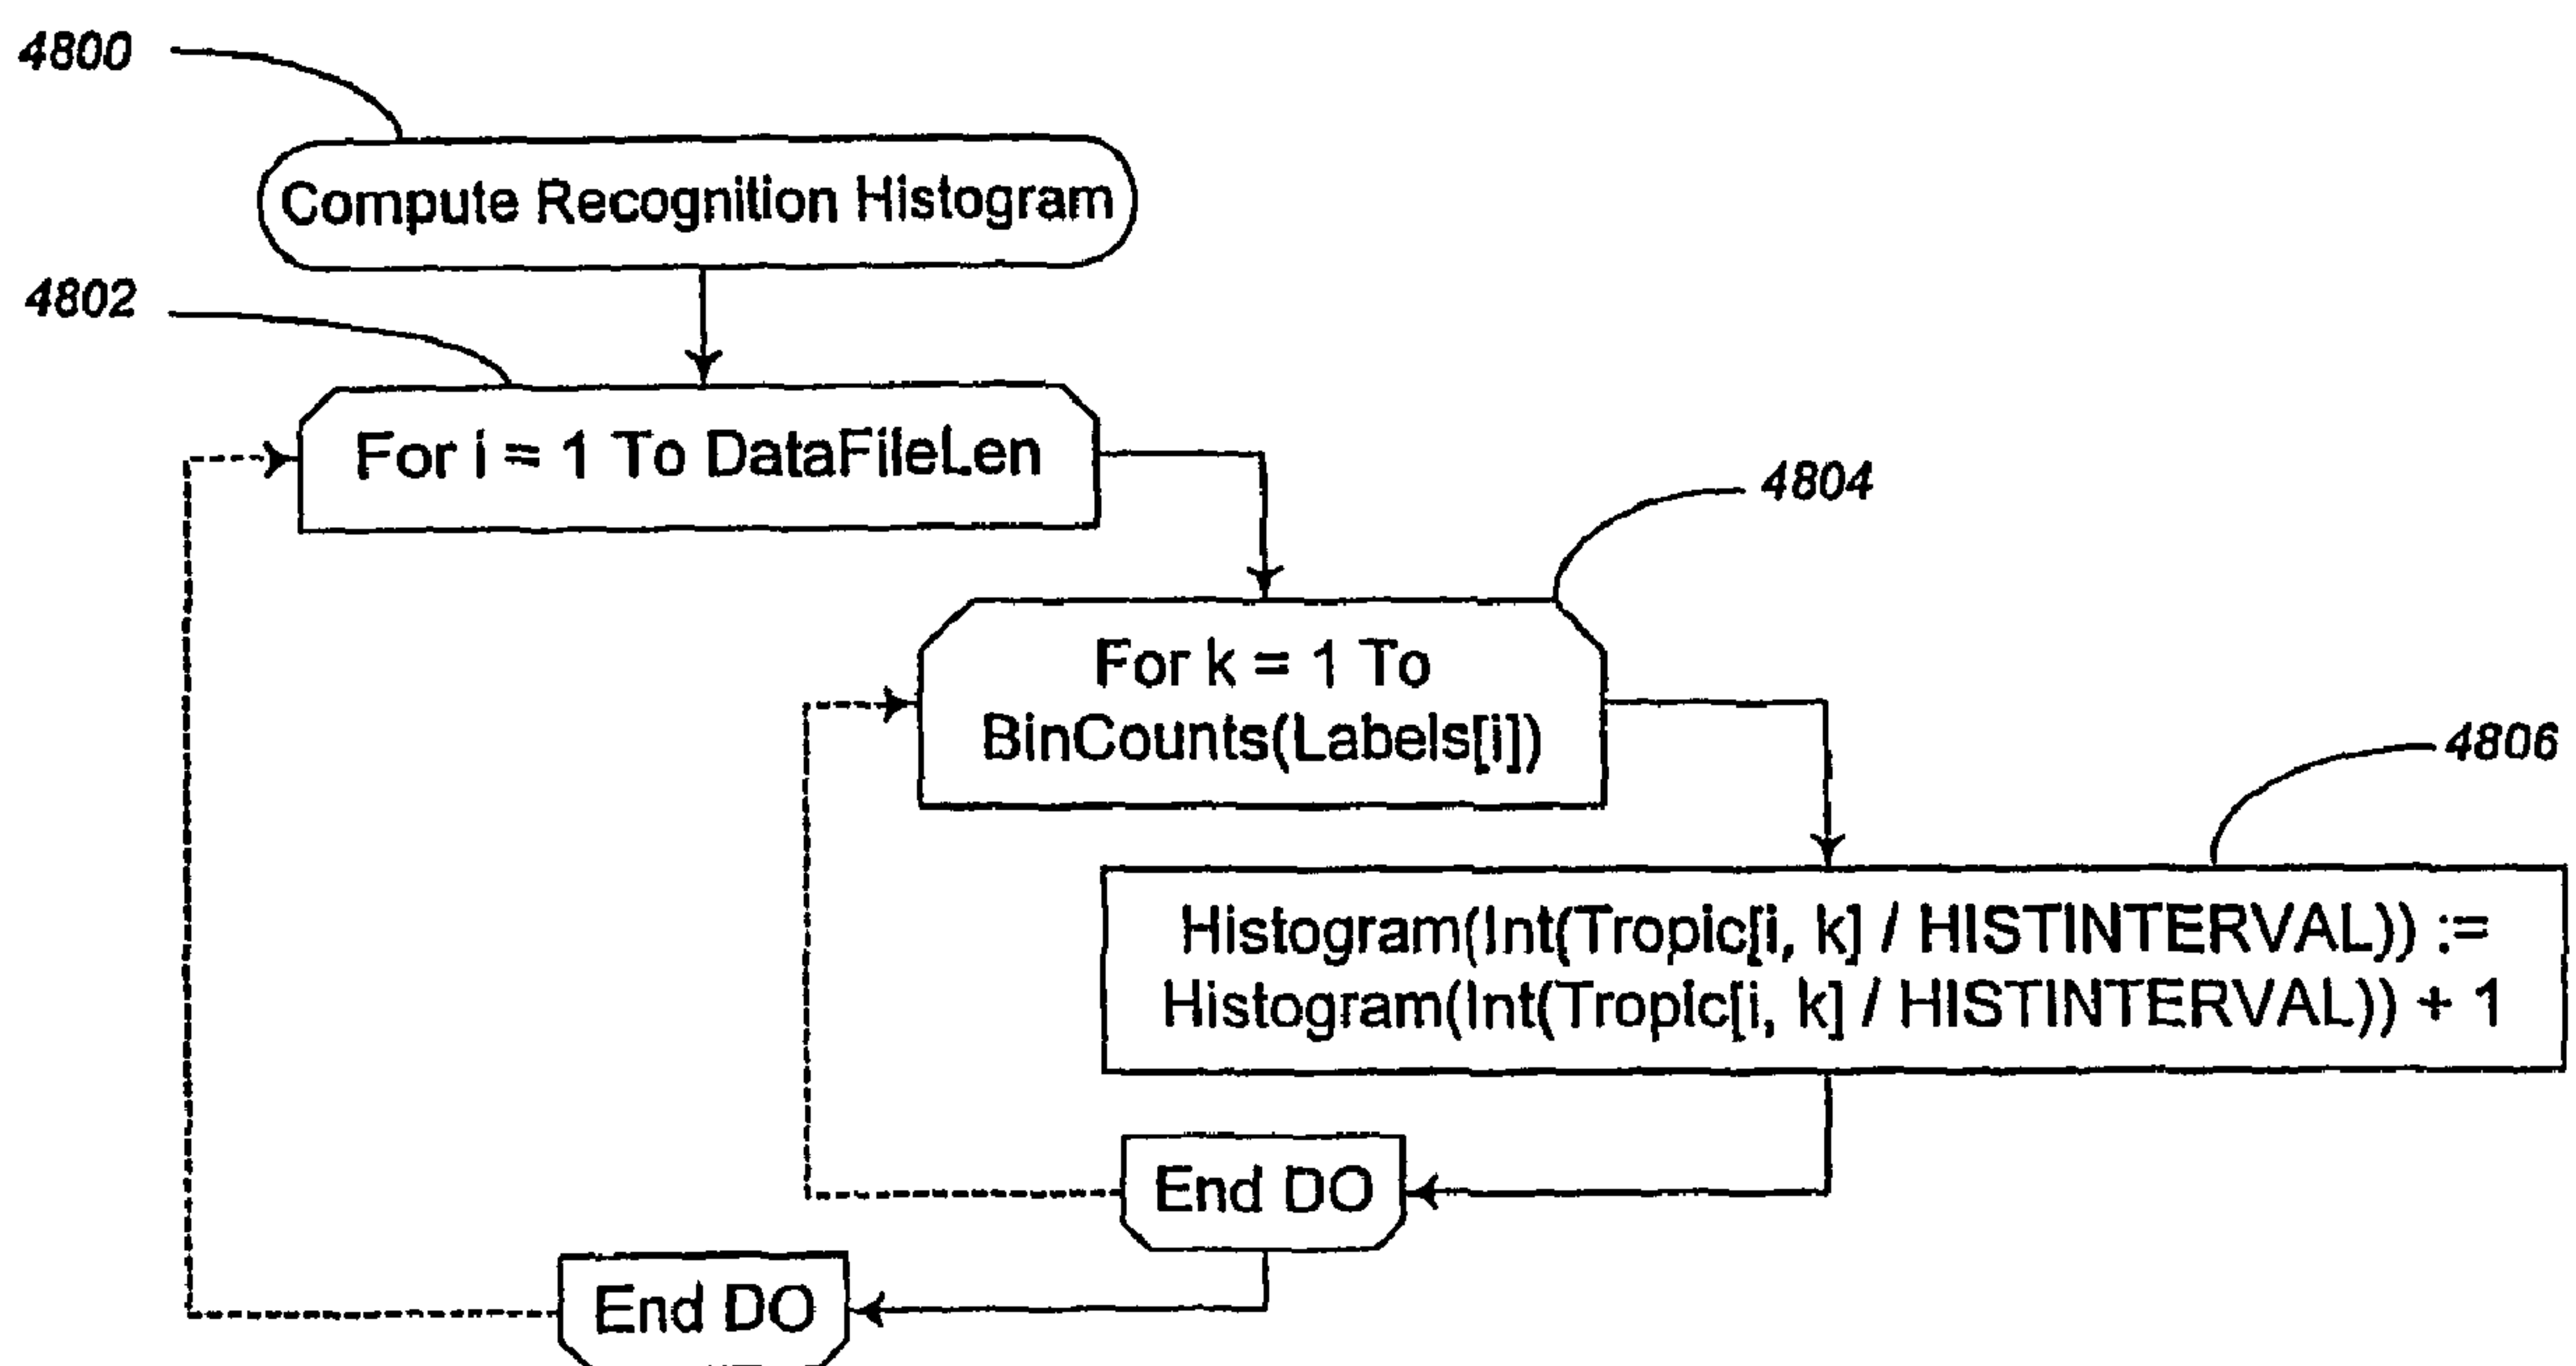 4800
Compute Recognition Histogram
4802
For i = 1 To DataFileLen
4804
For k = 1 To
BinCounts(Labels[i])
4806
Histogram(Int(Tropic[i, k] / HISTINTERVAL)) :=
Histogram(Int(Tropic[i, k] / HISTINTERVAL)) + 1
End DO
End DO